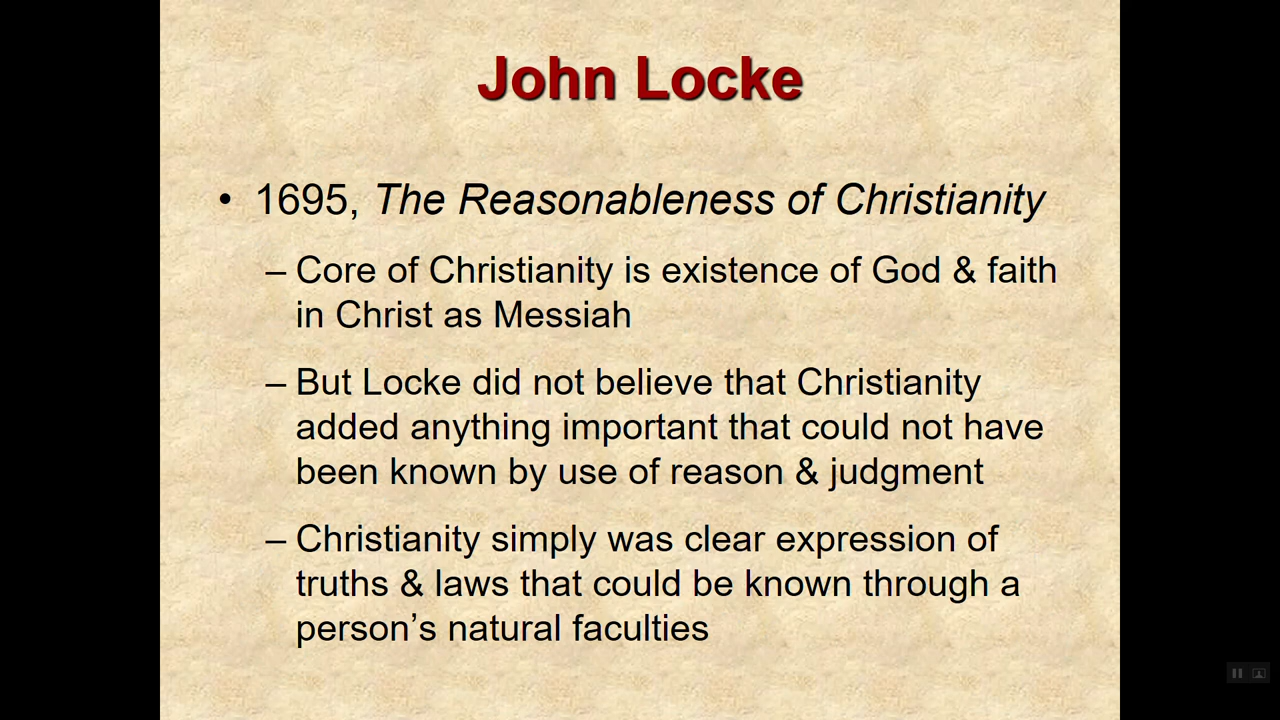 John Locke
• 1695, The Reasonableness of Christianity
– Core of Christianity is existence of God & faith
in Christ as Messiah
– But Locke did not believe that Christianity
added anything important that could not have
been known by use of reason & judgment
– Christianity simply was clear expression of
truths & laws that could be known through a
person’s natural faculties